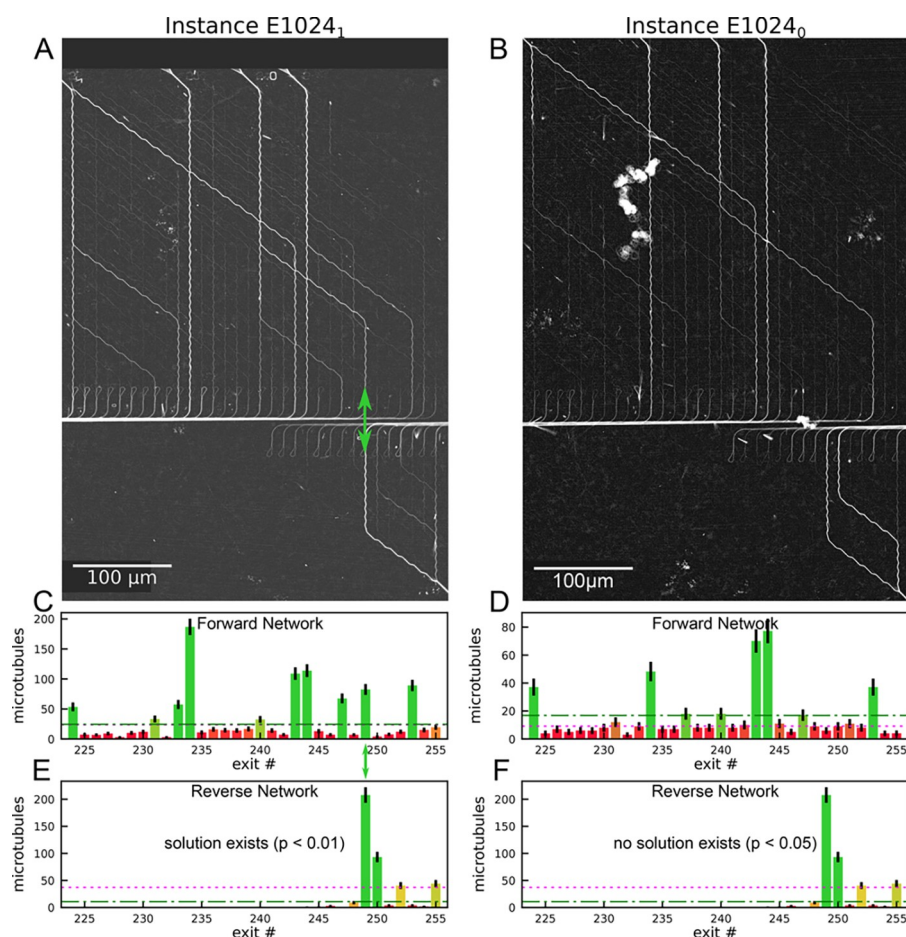 Instance E1024₁
Instance E1024₀
A
B
100 µm
100µm
C
Forward Network
microtubules
200
150
100
50
0
225
230
235
240
245
250
255
exit #
D
Forward Network
microtubules
80
60
40
20
0
225
230
235
240
245
250
255
exit #
E
Reverse Network
solution exists (p < 0.01)
microtubules
200
150
100
50
0
225
230
235
240
245
250
255
exit #
F
Reverse Network
no solution exists (p < 0.05)
microtubules
200
150
100
50
0
225
230
235
240
245
250
255
exit #